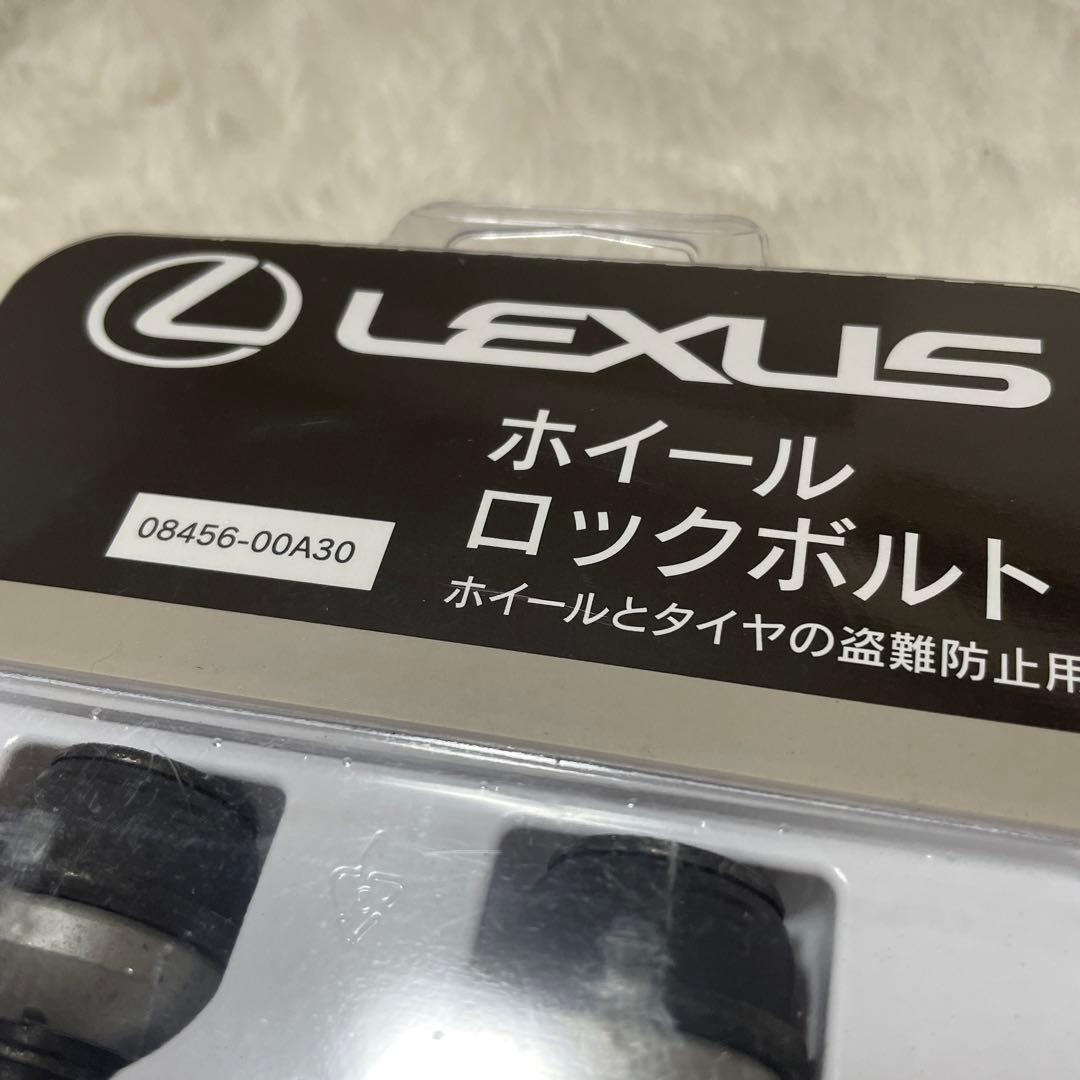 LEXUS
ホイール
ロックボルト
08456-00A30
ホイールとタイヤの盗難防止用